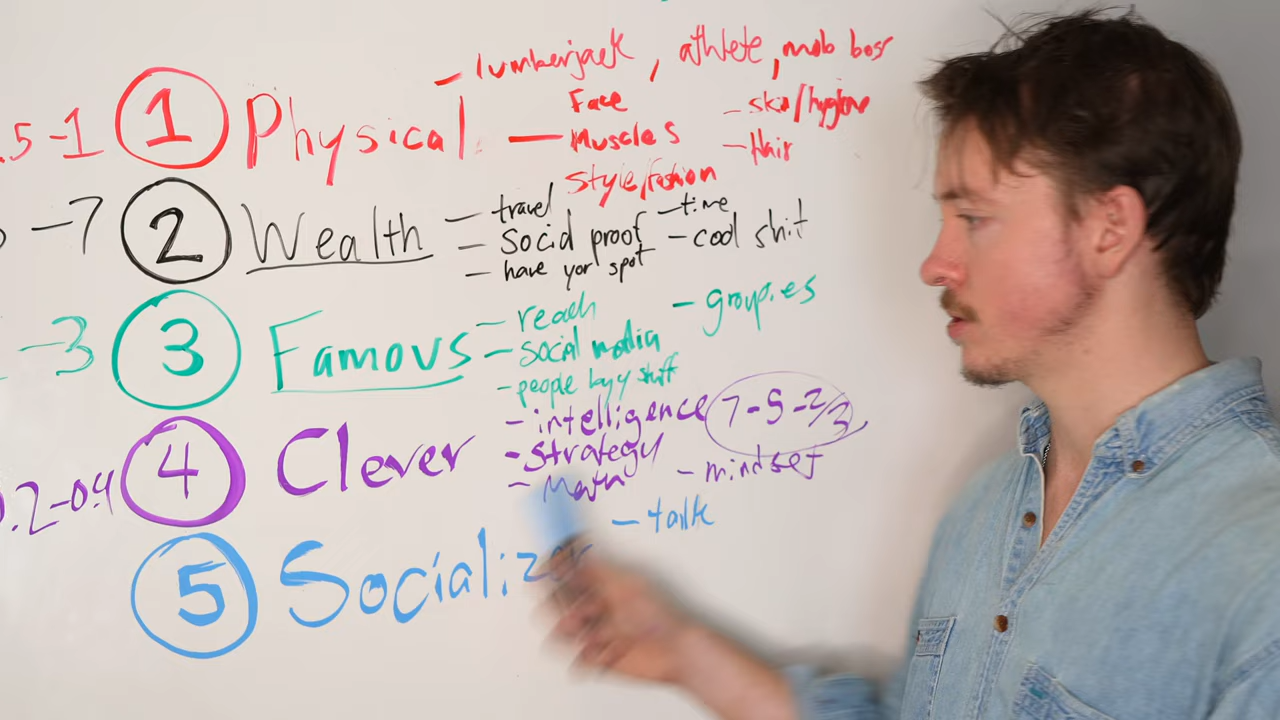 - lumberjack, athlete, mob boss
.5-1 1 Physical — Face
Muscles
Style/fashion
- skin/hygiene
- Hair
-7 2 Wealth - travel - time
- Social proof - cool shit
- have your spot
-3 3 Famous - reach - groupies
- social media
- people buy stuff
0.2-0.4 4 Clever - intelligence 7-5-2/3
- Strategy
- Math - mindset
5 Socializer - talk